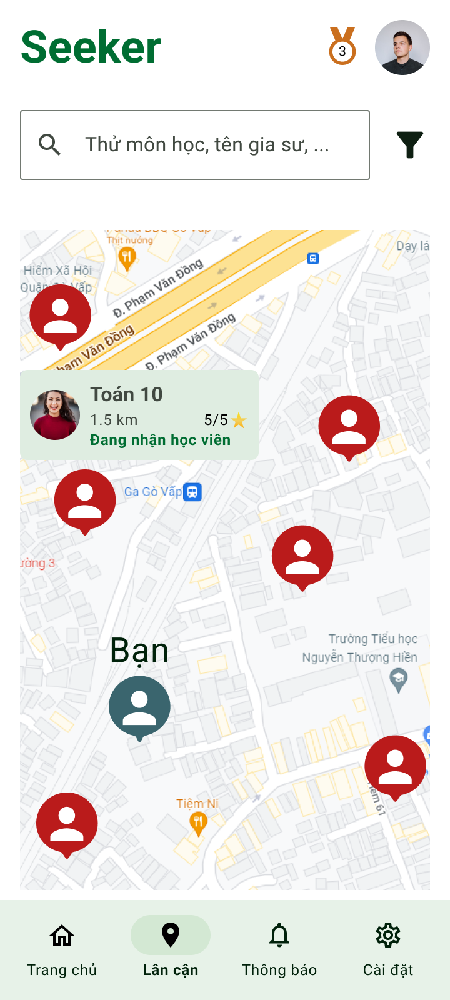 Seeker
3
Thử môn học, tên gia sư, ...
Thịt nướng
Dạy
Hiểm Xã Hội
Quận Gò Vấp
Đ. Phạm Văn Đồng
Phạm Văn Đồng
Đ. Phạm Văn Đồng
Toán 10
1.5 km
5/5
Đang nhận học viên
Ga Gò Vấp
ường 3
Bạn
Trường Tiểu học
Nguyễn Thượng Hiền
Tiệm Ni
Hẻm 61
Trang chủ
Lân cận
Thông báo
Cài đặt